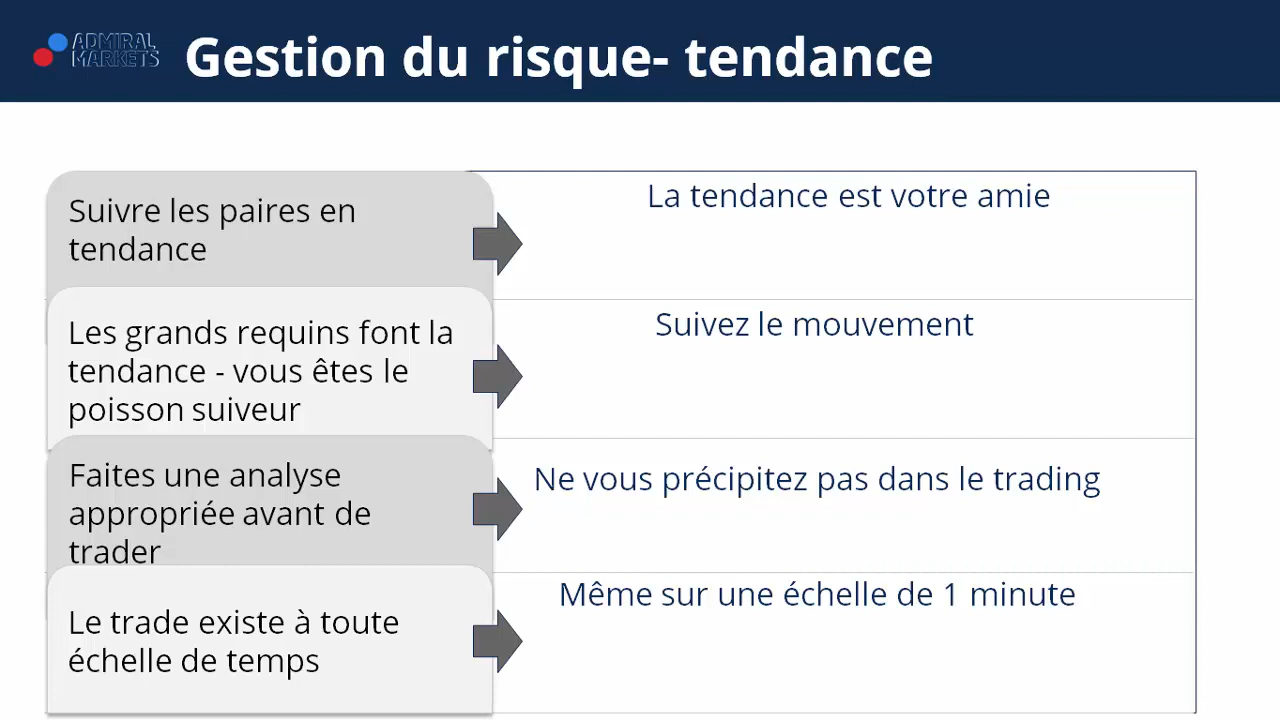 ADMIRAL
MARKETS
Gestion du risque- tendance
Suivre les paires en
tendance
La tendance est votre amie
Les grands requins font la
tendance - vous êtes le
poisson suiveur
Suivez le mouvement
Faites une analyse
appropriée avant de
trader
Ne vous précipitez pas dans le trading
Le trade existe à toute
échelle de temps
Même sur une échelle de 1 minute